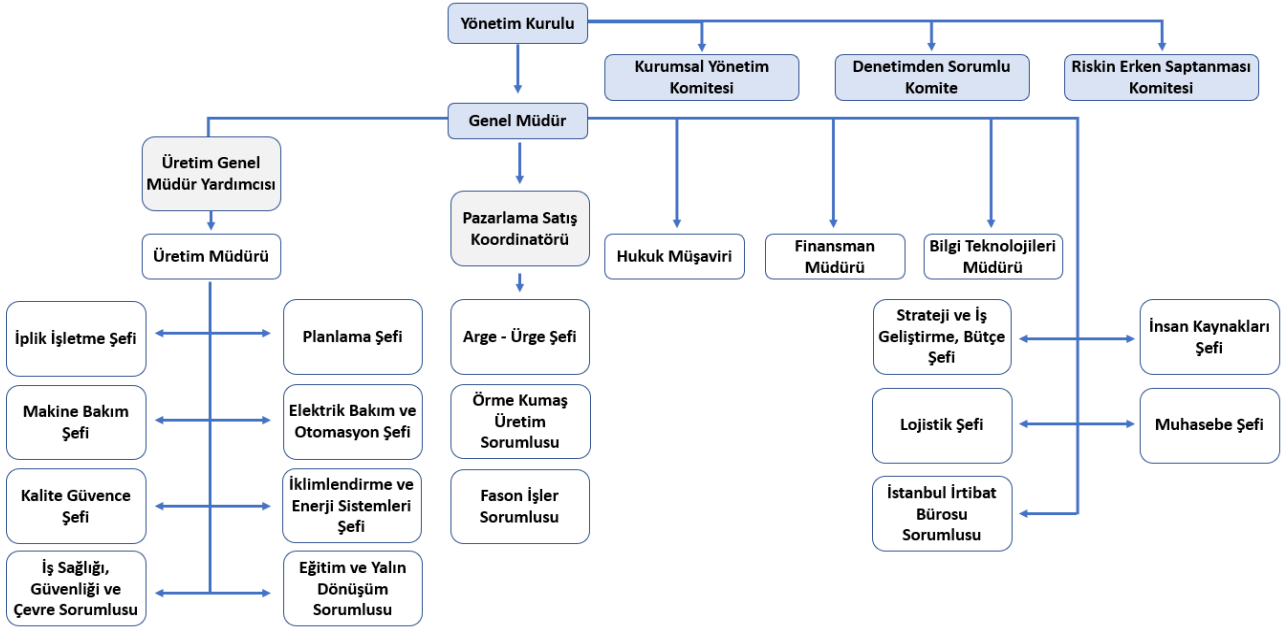 Yönetim Kurulu
Kurumsal Yönetim
Komitesi
Denetimden Sorumlu
Komite
Riskin Erken Saptanması
Komitesi
Genel Müdür
Üretim Genel
Müdür Yardımcısı
Pazarlama Satış
Koordinatörü
Üretim Müdürü
Hukuk Müşaviri
Finansman
Müdürü
Bilgi Teknolojileri
Müdürü
İplik İşletme Şefi
Planlama Şefi
Arge - Ürge Şefi
Strateji ve İş
Geliştirme, Bütçe
Şefi
İnsan Kaynakları
Şefi
Makine Bakım
Şefi
Elektrik Bakım ve
Otomasyon Şefi
Örme Kumaş
Üretim
Sorumlusu
Lojistik Şefi
Muhasebe Şefi
Kalite Güvence
Şefi
İklimlendirme ve
Enerji Sistemleri
Şefi
Fason İşler
Sorumlusu
İstanbul İrtibat
Bürosu
Sorumlusu
İş Sağlığı,
Güvenliği ve
Çevre Sorumlusu
Eğitim ve Yalın
Dönüşüm
Sorumlusu